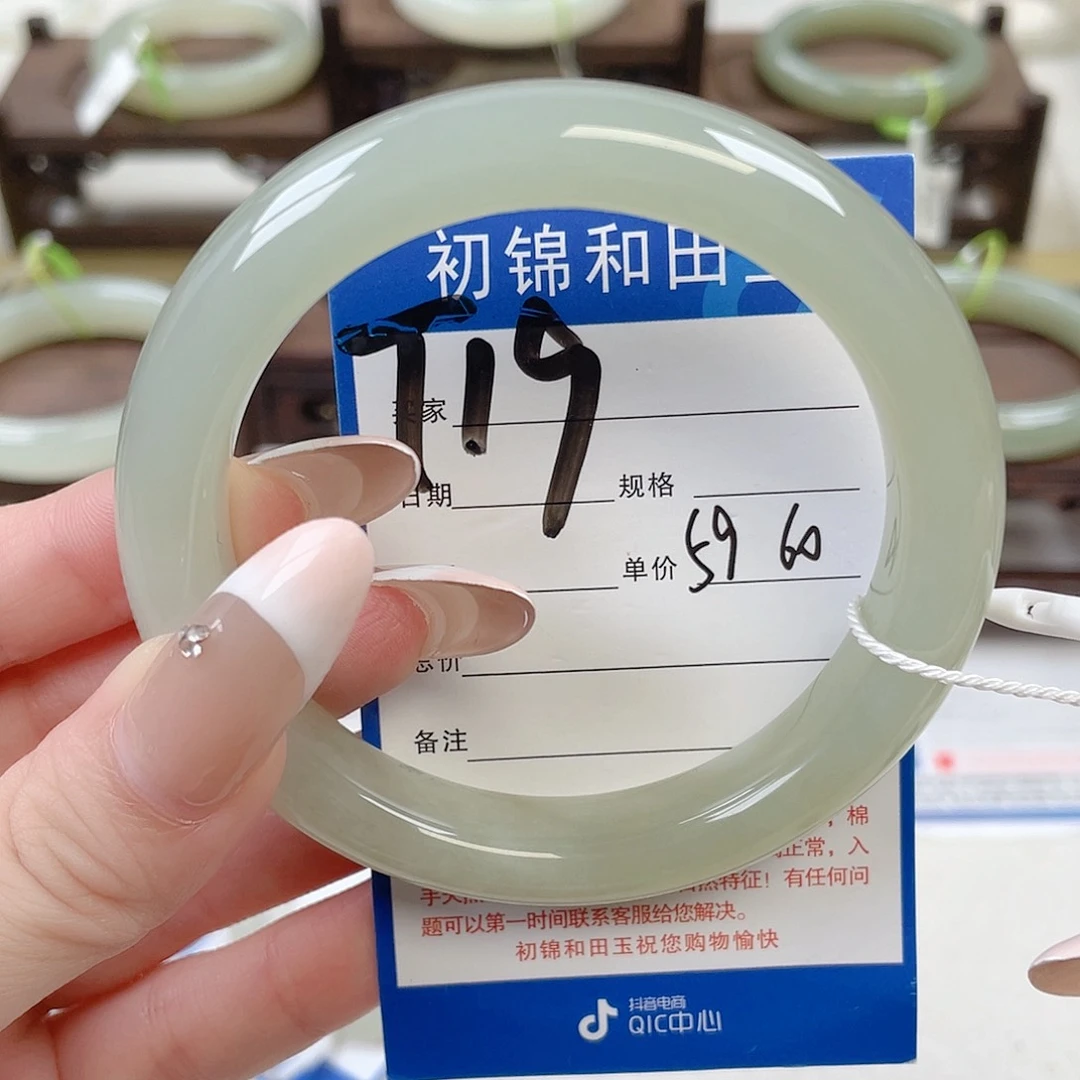 初锦和田
T19
卖家
日期 规格
单价 59 60
总价
备注
，棉
正常，入
然特征！有任何问
题可以第一时间联系客服给您解决。
初锦和田玉祝您购物愉快
抖音电商
QIC中心